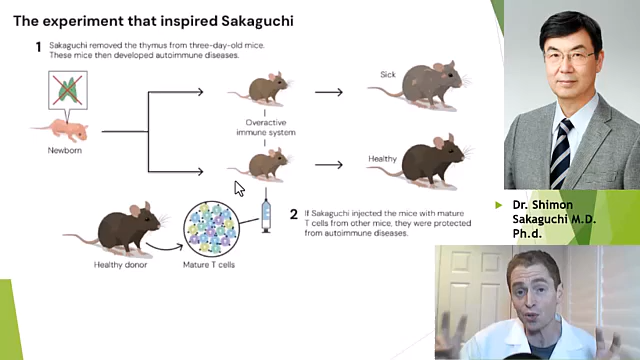 The experiment that inspired Sakaguchi
1 Sakaguchi removed the thymus from three-day-old mice.
These mice then developed autoimmune diseases.
Newborn
Overactive
immune system
Sick
Healthy
2 If Sakaguchi injected the mice with mature
T cells from other mice, they were protected
from autoimmune diseases.
Healthy donor
Mature T cells
Dr. Shimon
Sakaguchi M.D.
Ph.d.